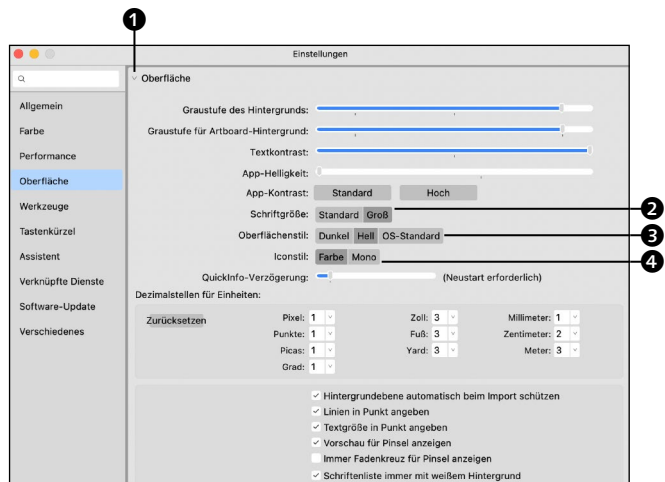 1
Einstellungen
Oberfläche
Allgemein
Farbe
Performance
Oberfläche
Werkzeuge
Tastenkürzel
Assistent
Verknüpfte Dienste
Software-Update
Verschiedenes
Graustufe des Hintergrunds:
Graustufe für Artboard-Hintergrund:
Textkontrast:
App-Helligkeit:
App-Kontrast: Standard Hoch
Schriftgröße: Standard Groß 2
Oberflächenstil: Dunkel Hell OS-Standard 3
Iconstil: Farbe Mono 4
QuickInfo-Verzögerung: (Neustart erforderlich)
Dezimalstellen für Einheiten:
Zurücksetzen Pixel: 1 Zoll: 3 Millimeter: 1
Punkte: 1 Fuß: 3 Zentimeter: 2
Picas: 1 Yard: 3 Meter: 3
Grad: 1
Hintergrundebene automatisch beim Import schützen
Linien in Punkt angeben
Textgröße in Punkt angeben
Vorschau für Pinsel anzeigen
Immer Fadenkreuz für Pinsel anzeigen
Schriftenliste immer mit weißem Hintergrund